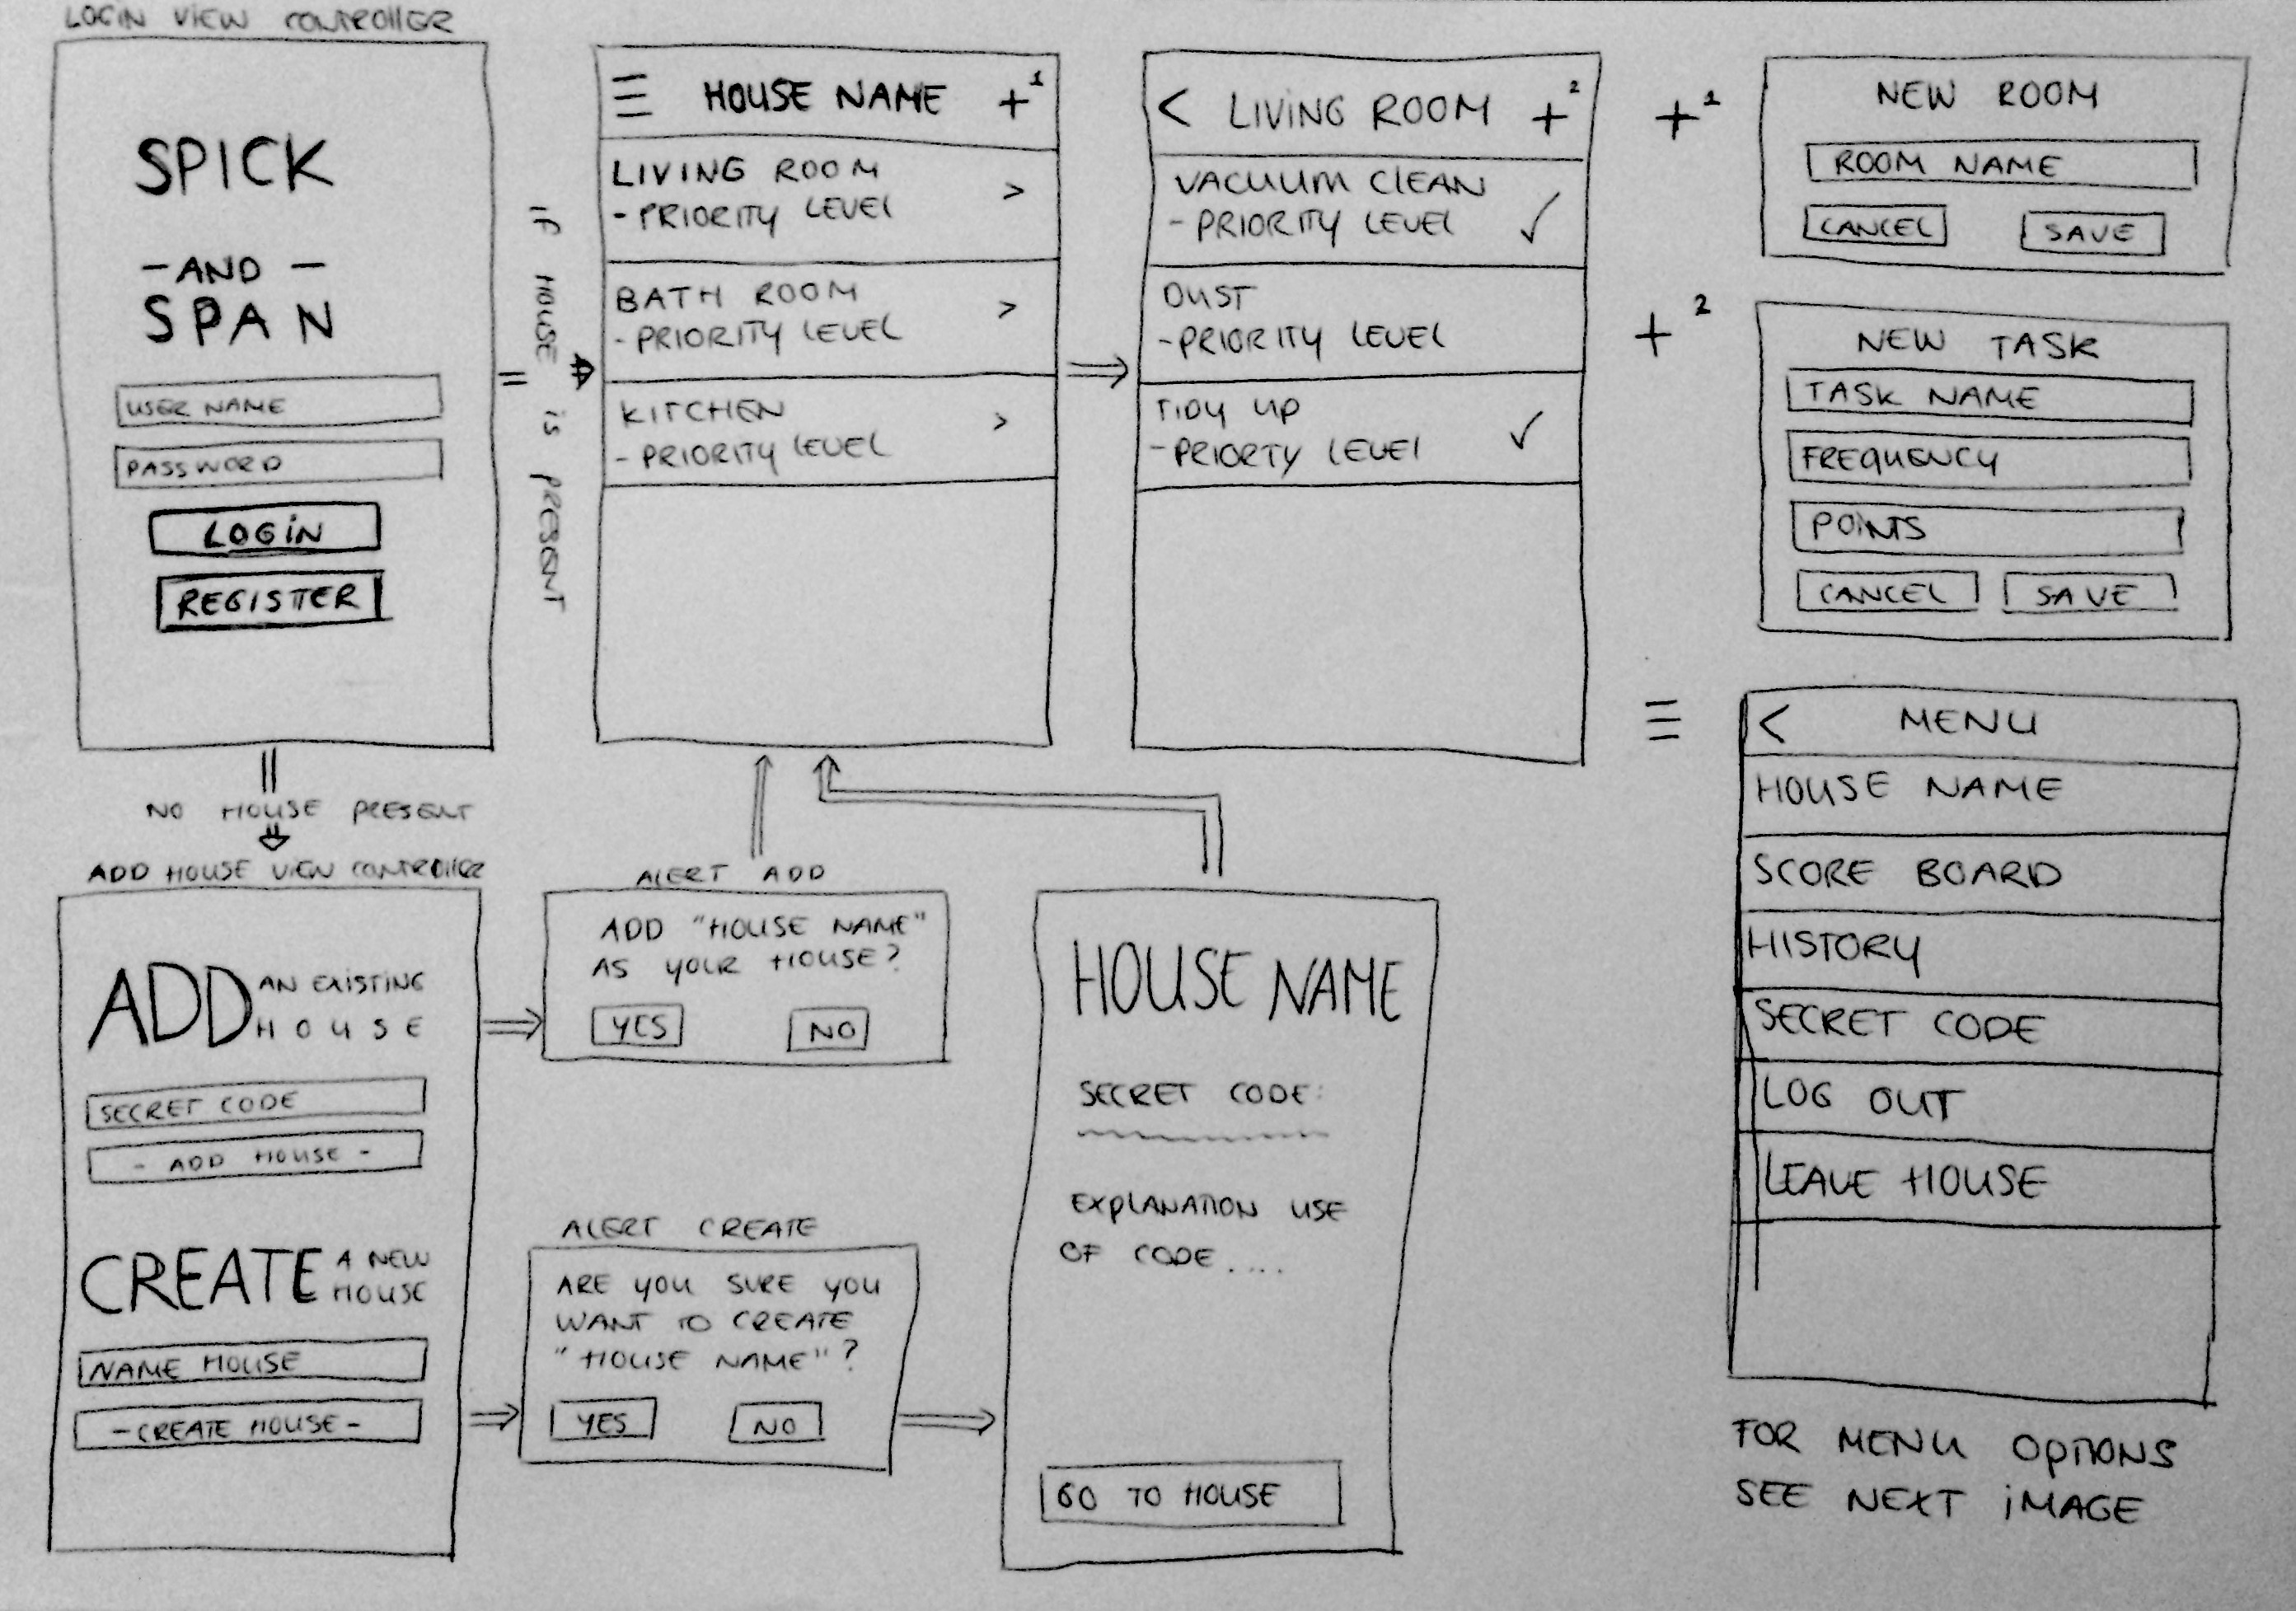 LOGIN VIEW CONTROllER
SPICK
- AND -
SPAN
USER NAME
PASSWORD
LOGiN
REGISTER
IF HOUSE iS PRESENT
HOUSE NAME +1
LIVING ROOM
- PRIORITY LEVEL >
BATH ROOM
- PRIORITY LEVEL >
KITCHEN
- PRIORITY LEVEL >
< LIViNG ROOM +2
VACUUM ClEAN
- PRIORITY LEVEL ✓
DUST
- PRIORITY LEVEL
TIDY UP
- PRIORTY LEVEL ✓
+1
NEW ROOM
ROOM NAME
CANCEL SAVE
+2
NEW TASK
TASK NAME
FREQUENCY
POiNTS
CANCEL SAVE
< MENU
HOUSE NAME
SCORE BOARD
HISTORY
SECRET CODE
LOG OUT
LEAVE HOUSE
FOR MENU OPTIONS
SEE NEXT iMAGE
NO HOUSE PRESENT
ADD HOUSE VIEW CONTROllER
ADD AN EXiSTING
HOUSE
SECRET CODE
- ADD HOUSE -
CREATE A NEW
HOUSE
NAME HOUSE
- CREATE HOUSE -
ALERT ADD
ADD "HOUSE NAME"
AS YOUR HOUSE?
YES NO
ALERT CREATE
ARE YOU SURE YOU
WANT TO CREATE
"HOUSE NAME"?
YES NO
HOUSE NAME
SECRET CODE:
EXPLANATION USE
OF CODE ....
GO TO HOUSE